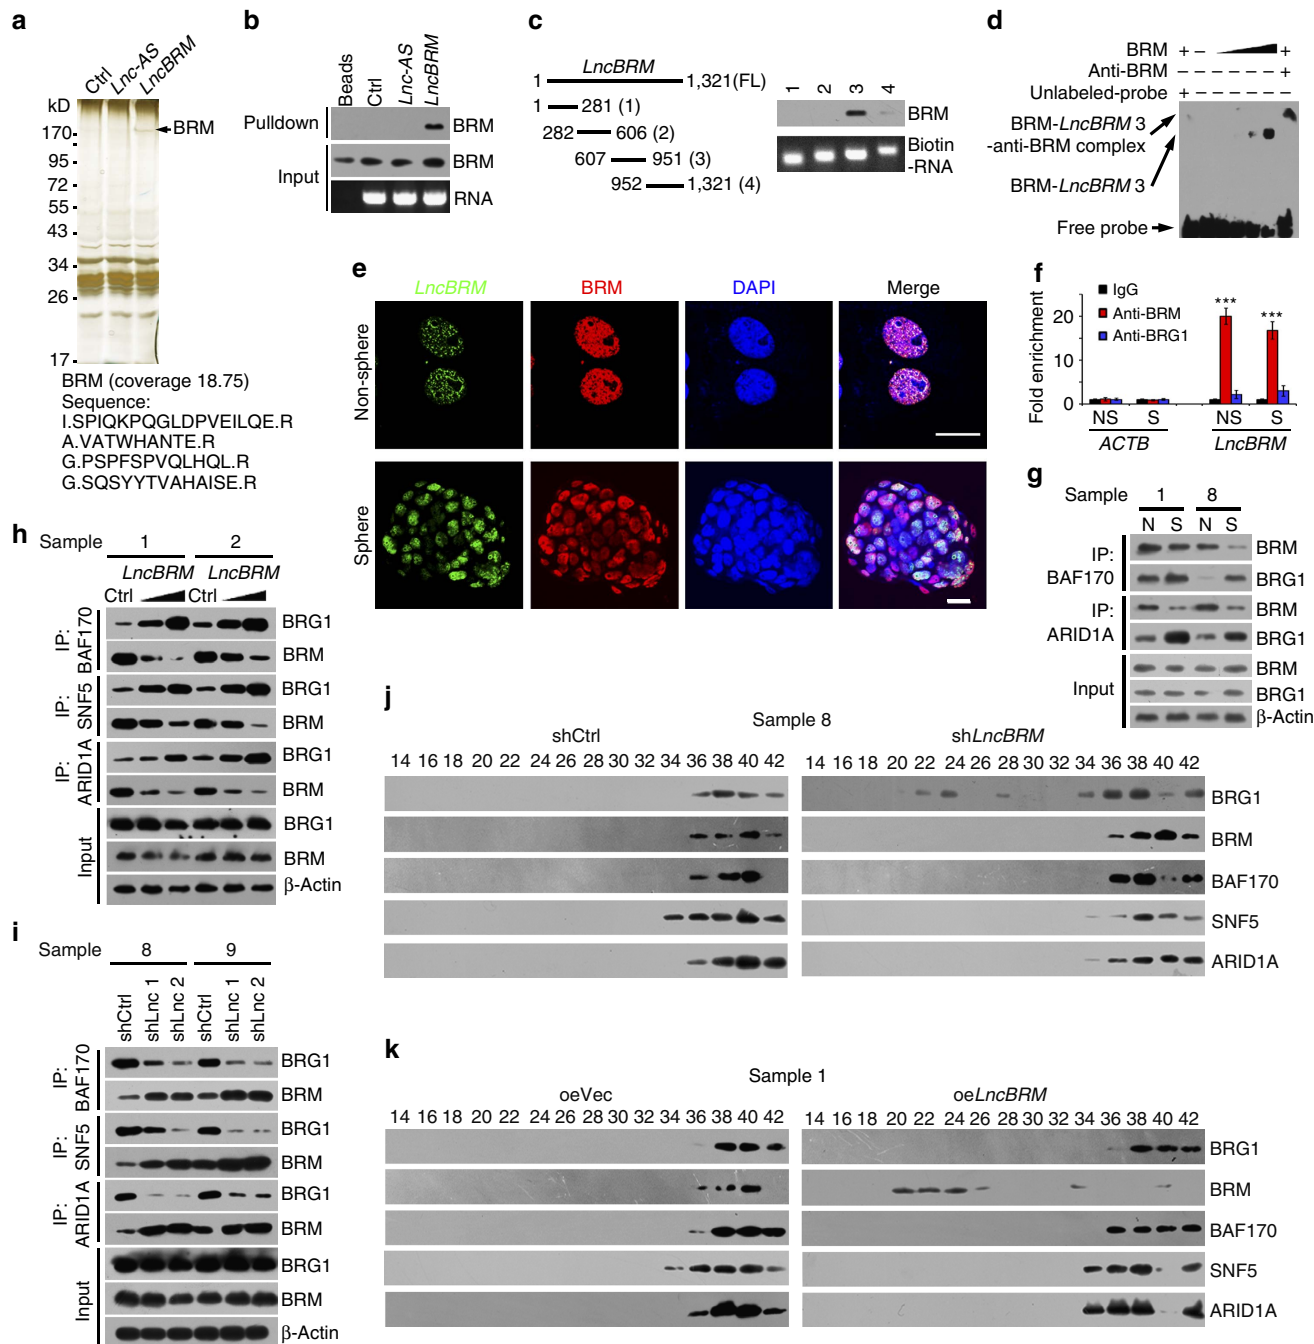 a
Ctrl
Lnc-AS
LncBRM
kD
170
95
72
55
43
34
26
17
BRM
BRM (coverage 18.75)
Sequence:
I.SPIQKPQGLDPVEILQE.R
A.VATWHANTE.R
G.PSPFSPVQLHQL.R
G.SQSYYTVAHAISE.R
b
Beads
Ctrl
Lnc-AS
LncBRM
Pulldown
BRM
Input
BRM
RNA
c
LncBRM
1 1,321(FL)
1 281 (1)
282 606 (2)
607 951 (3)
952 1,321 (4)
1 2 3 4
BRM
Biotin
-RNA
d
BRM + − +
Anti-BRM − − − − − − +
Unlabeled-probe + − − − − − −
BRM-LncBRM 3
-anti-BRM complex
BRM-LncBRM 3
Free probe
e
LncBRM BRM DAPI Merge
Non-sphere
Sphere
f
Fold enrichment
20
10
0
IgG
Anti-BRM
Anti-BRG1
***
***
NS S NS S
ACTB LncBRM
g
Sample 1 8
N S N S
IP:
BAF170
BRM
BRG1
IP:
ARID1A
BRM
BRG1
Input
BRM
BRG1
β-Actin
h
Sample 1 2
LncBRM LncBRM
Ctrl Ctrl
IP:
BAF170
BRG1
BRM
IP:
SNF5
BRG1
BRM
IP:
ARID1A
BRG1
BRM
Input
BRG1
BRM
β-Actin
i
Sample 8 9
shCtrl
shLnc 1
shLnc 2
shCtrl
shLnc 1
shLnc 2
IP:
BAF170
BRG1
BRM
IP:
SNF5
BRG1
BRM
IP:
ARID1A
BRG1
BRM
Input
BRG1
BRM
β-Actin
j
Sample 8
shCtrl shLncBRM
14 16 18 20 22 24 26 28 30 32 34 36 38 40 42 14 16 18 20 22 24 26 28 30 32 34 36 38 40 42
BRG1
BRM
BAF170
SNF5
ARID1A
k
Sample 1
oeVec oeLncBRM
14 16 18 20 22 24 26 28 30 32 34 36 38 40 42 14 16 18 20 22 24 26 28 30 32 34 36 38 40 42
BRG1
BRM
BAF170
SNF5
ARID1A